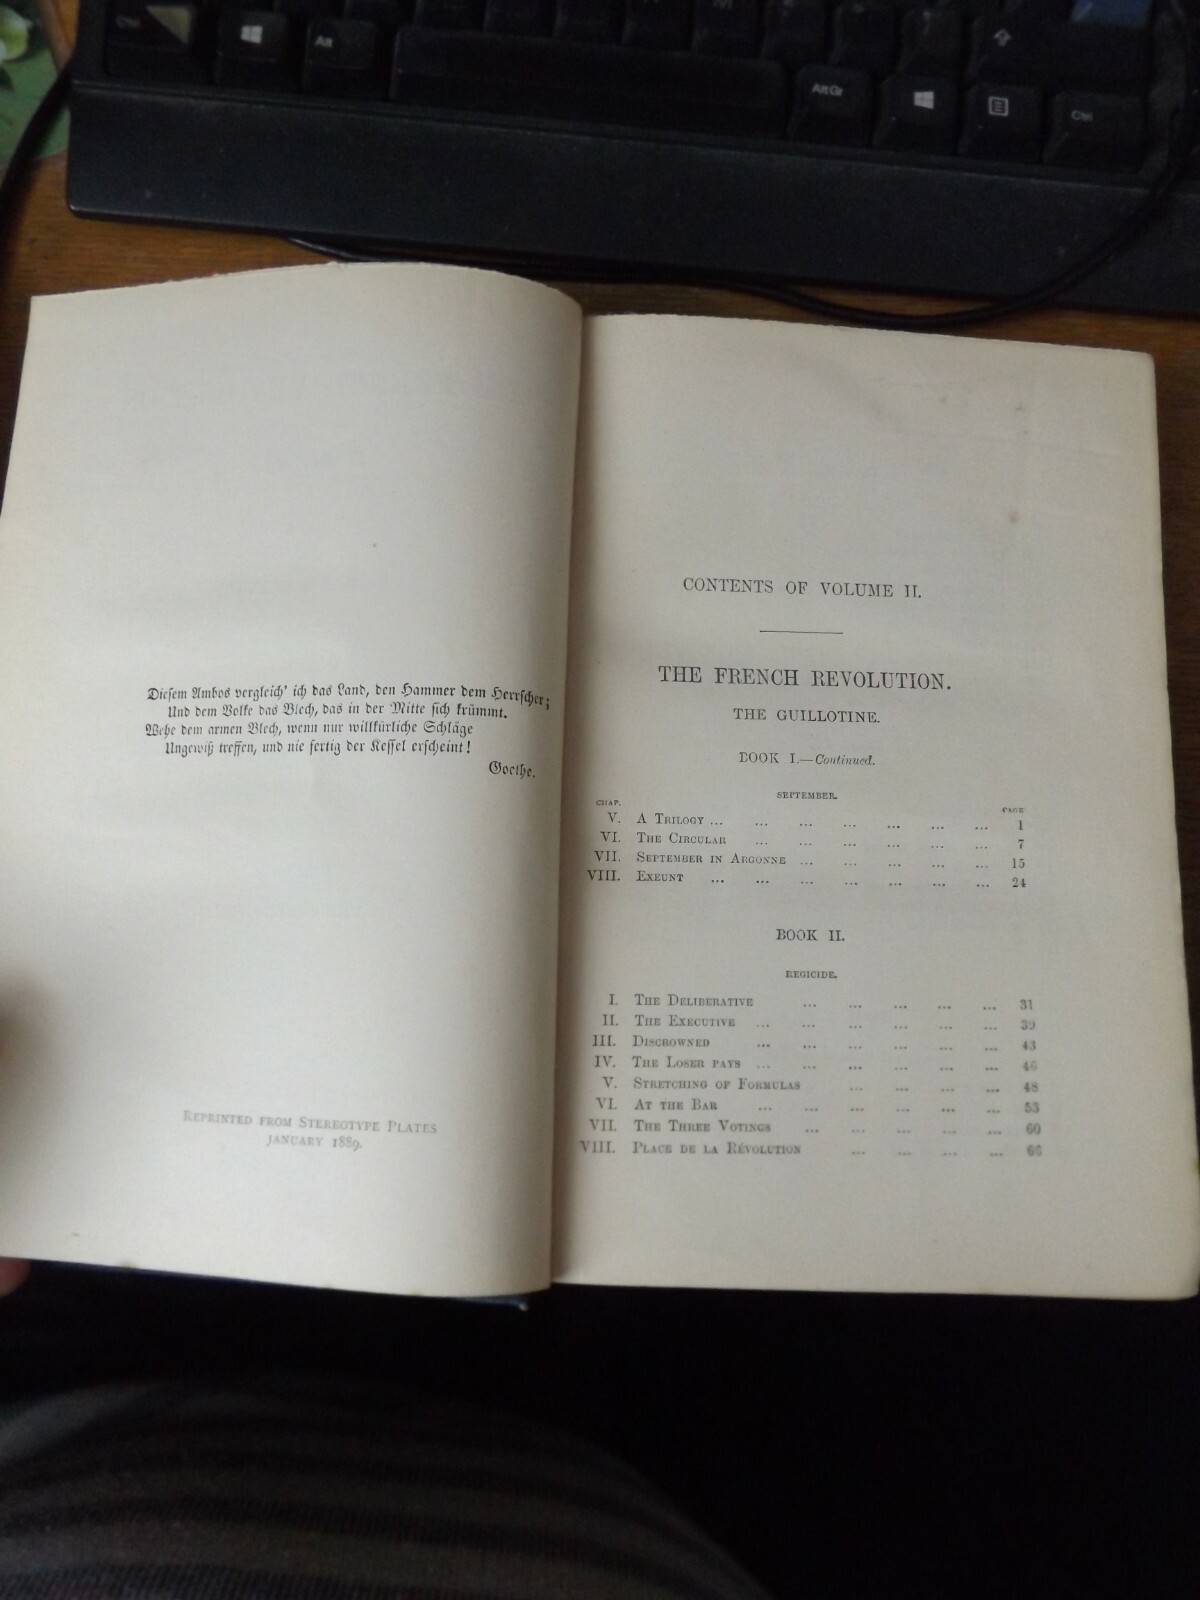 Ctrl
Alt
Alt Gr
Ctrl
Diesem Ambos vergleich' ich das Land, den Hammer dem Herrscher;
Und dem Volke das Blech, das in der Mitte sich krümmt.
Wehe dem armen Blech, wenn nur willkürliche Schläge
Ungewiß treffen, und nie fertig der Kessel erscheint!
Goethe.
REPRINTED FROM STEREOTYPE PLATES
JANUARY 1889.
CONTENTS OF VOLUME II.
THE FRENCH REVOLUTION.
THE GUILLOTINE.
BOOK I.—Continued.
SEPTEMBER.
CHAP. PAGE
V. A TRILOGY ... ... ... ... ... ... ... 1
VI. THE CIRCULAR ... ... ... ... ... ... 7
VII. SEPTEMBER IN ARGONNE ... ... ... ... ... 15
VIII. EXEUNT ... ... ... ... ... ... ... 24
BOOK II.
REGICIDE.
I. THE DELIBERATIVE ... ... ... ... ... 31
II. THE EXECUTIVE ... ... ... ... ... ... 39
III. DISCROWNED ... ... ... ... ... ... 43
IV. THE LOSER PAYS ... ... ... ... ... ... 46
V. STRETCHING OF FORMULAS ... ... ... ... 48
VI. AT THE BAR ... ... ... ... ... ... 53
VII. THE THREE VOTINGS ... ... ... ... ... 60
VIII. PLACE DE LA RÉVOLUTION ... ... ... ... 66